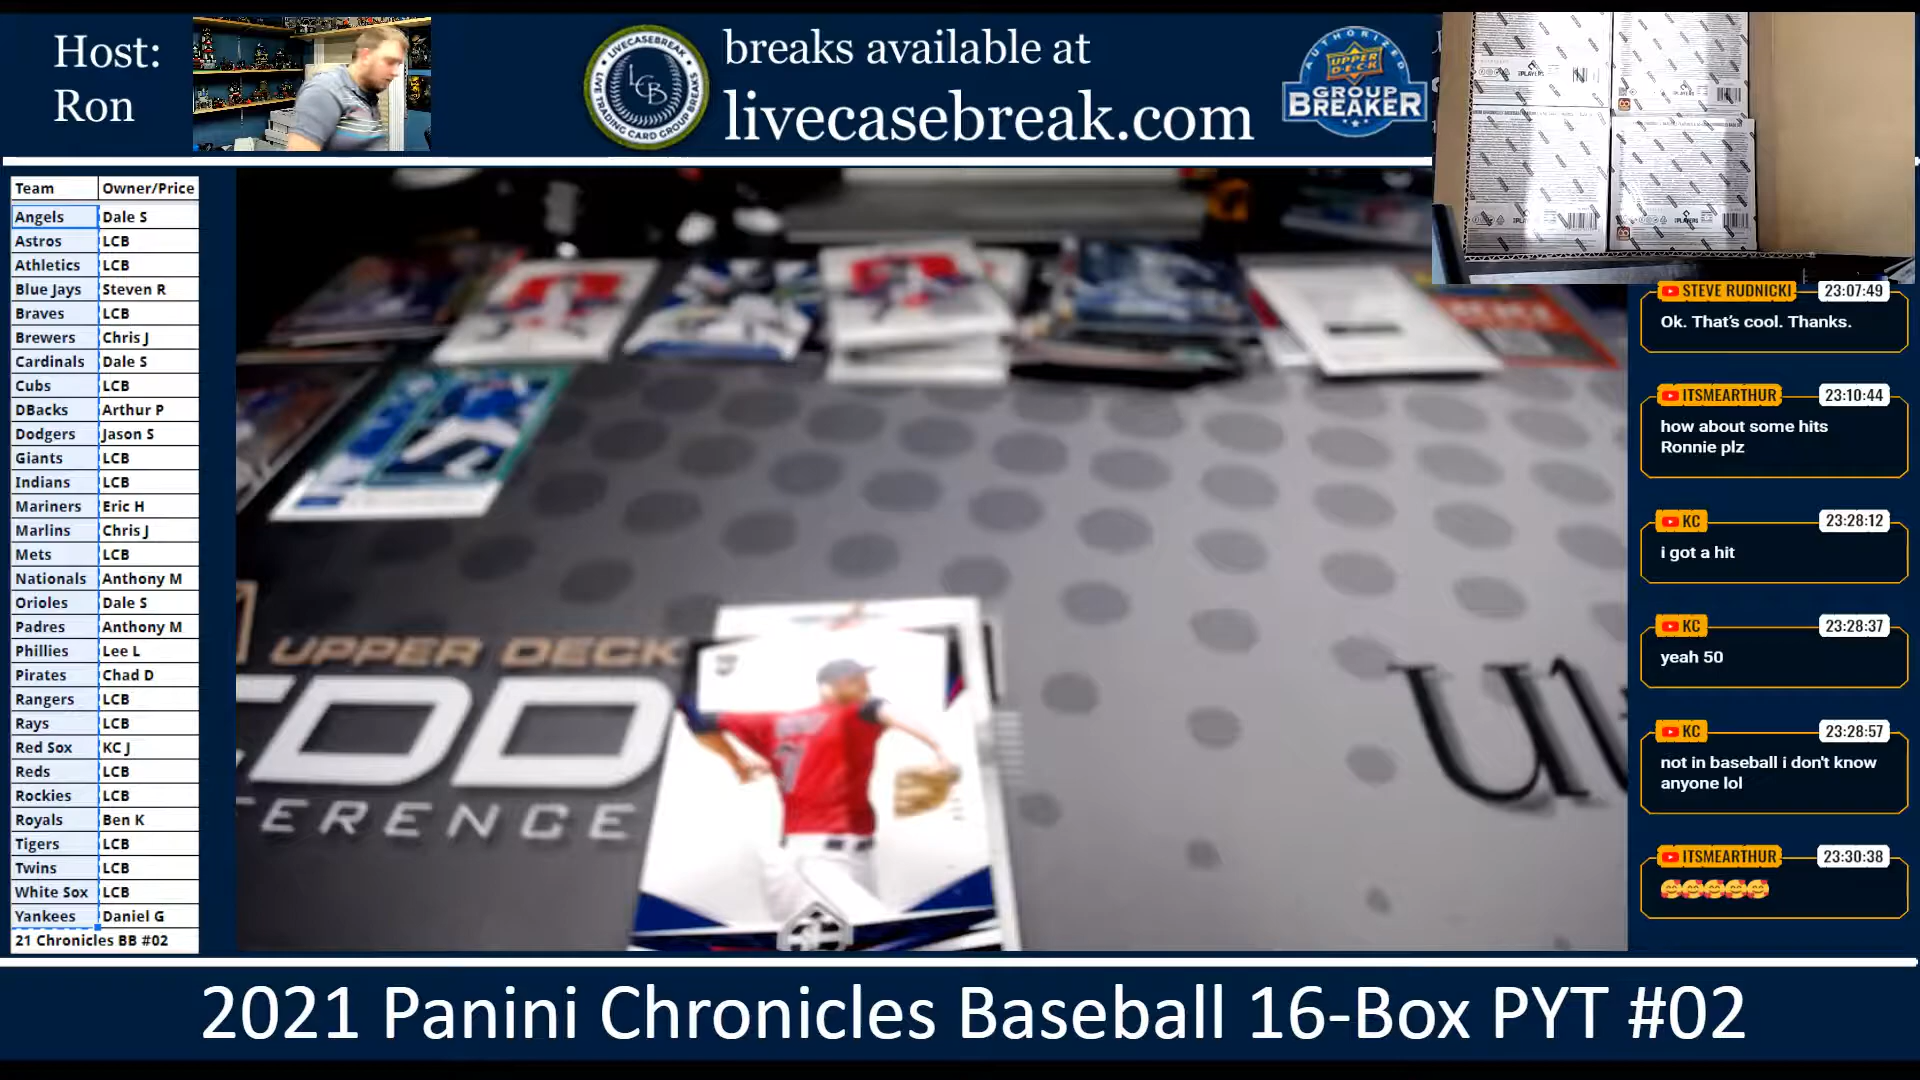 Host:
Ron
LIVECASEBREAK
LCB
LIVE TRADING CARD GROUP BREAKS
breaks available at
livecasebreak.com
AUTHORIZED
UPPER DECK
GROUP
BREAKER
Team Owner/Price
Angels Dale S
Astros LCB
Athletics LCB
Blue Jays Steven R
Braves LCB
Brewers Chris J
Cardinals Dale S
Cubs LCB
DBacks Arthur P
Dodgers Jason S
Giants LCB
Indians LCB
Mariners Eric H
Marlins Chris J
Mets LCB
Nationals Anthony M
Orioles Dale S
Padres Anthony M
Phillies Lee L
Pirates Chad D
Rangers LCB
Rays LCB
Red Sox KC J
Reds LCB
Rockies LCB
Royals Ben K
Tigers LCB
Twins LCB
White Sox LCB
Yankees Daniel G
21 Chronicles BB #02
UPPER DECK
ERENCE
STEVE RUDNICKI 23:07:49
Ok. That's cool. Thanks.
ITSMEARTHUR 23:10:44
how about some hits
Ronnie plz
KC 23:28:12
i got a hit
KC 23:28:37
yeah 50
KC 23:28:57
not in baseball i don't know
anyone lol
ITSMEARTHUR 23:30:38
🥰🥰🥰🥰🥰
2021 Panini Chronicles Baseball 16-Box PYT #02